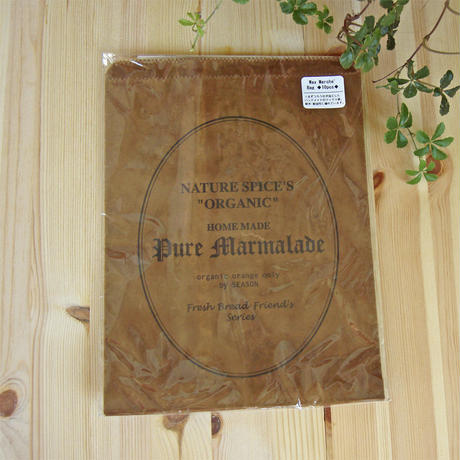 Wax Marche'
Bag ◆10pcs◆
NATURE SPICE'S
"ORGANIC"
HOME MADE
Pure Marmalade
organic orange only
by SEASON
Fresh Bread Friend's
Series